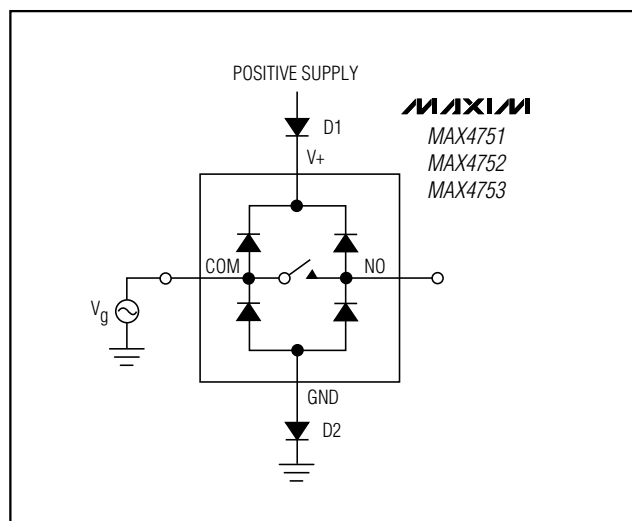 POSITIVE SUPPLY
MAXIM
D1
MAX4751
V+
MAX4752
MAX4753
COM
NO
Vg
GND
D2